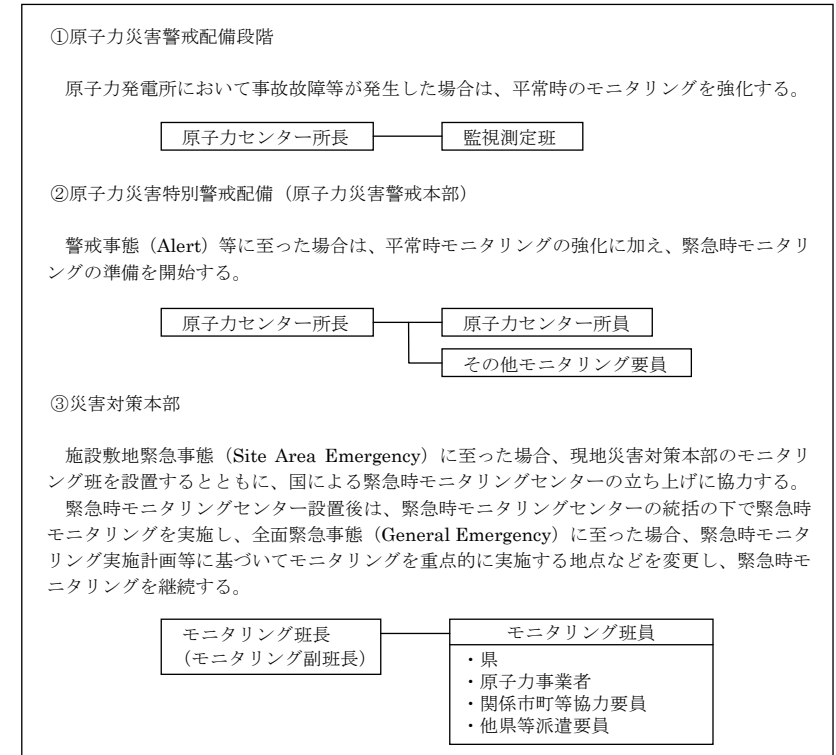 ①原子力災害警戒配備段階
原子力発電所において事故故障等が発生した場合は、平常時のモニタリングを強化する。
原子力センター所長
監視測定班
②原子力災害特別警戒配備（原子力災害警戒本部）
警戒事態（Alert）等に至った場合は、平常時モニタリングの強化に加え、緊急時モニタリ
ングの準備を開始する。
原子力センター所長
原子力センター所員
その他モニタリング要員
③災害対策本部
施設敷地緊急事態（Site Area Emergency）に至った場合、現地災害対策本部のモニタリ
ング班を設置するとともに、国による緊急時モニタリングセンターの立ち上げに協力する。
緊急時モニタリングセンター設置後は、緊急時モニタリングセンターの統括の下で緊急時
モニタリングを実施し、全面緊急事態（General Emergency）に至った場合、緊急時モニタ
リング実施計画等に基づいてモニタリングを重点的に実施する地点などを変更し、緊急時モ
ニタリングを継続する。
モニタリング班長
（モニタリング副班長）
モニタリング班員
・県
・原子力事業者
・関係市町等協力要員
・他県等派遣要員